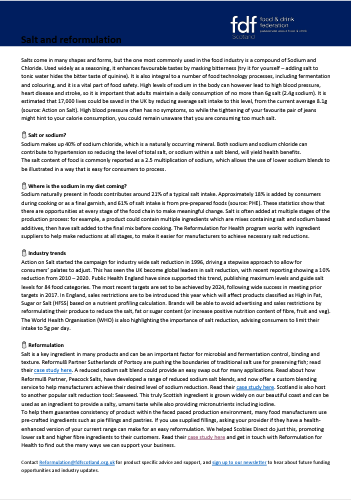 fdf
food & drink
federation
scotland
Salt and reformulation
Salts come in many shapes and forms, but the one most commonly used in the food industry is a compound of Sodium and
Chloride. Used widely as a seasoning, it enhances favourable tastes by masking bitterness (try it for yourself – adding salt to
tonic water hides the bitter taste of quinine). It is also integral to a number of food technology processes, including fermentation
and colouring, and it is a vital part of food safety. High levels of sodium in the body can however lead to high blood pressure,
heart disease and stroke, so it is important that adults maintain a daily consumption of no more than 6g salt (2.4g sodium). It is
estimated that 17,000 lives could be saved in the UK by reducing average salt intake to this level, from the current average 8.1g
(source: Action on Salt). High blood pressure often has no symptoms, so while the tightening of your favourite pair of jeans
might hint to your calorie consumption, you could remain unaware that you are consuming too much salt.
Salt or sodium?
Sodium makes up 40% of sodium chloride, which is a naturally occurring mineral. Both sodium and sodium chloride can
contribute to hypertension so reducing the level of total salt, or sodium within a salt blend, will yield health benefits.
The salt content of food is commonly reported as a 2.5 multiplication of sodium, which allows the use of lower sodium blends to
be illustrated in a way that is easy for consumers to process.
Where is the sodium in my diet coming?
Sodium naturally present in foods contributes around 21% of a typical salt intake. Approximately 18% is added by consumers
during cooking or as a final garnish, and 61% of salt intake is from pre-prepared foods (source: PHE). These statistics show that
there are opportunities at every stage of the food chain to make meaningful change. Salt is often added at multiple stages of the
production process: for example, a product could contain multiple ingredients which are mixes containing salt and sodium based
additives, then have salt added to the final mix before cooking. The Reformulation for Health program works with ingredient
suppliers to help make reductions at all stages, to make it easier for manufacturers to achieve necessary salt reductions.
Industry trends
Action on Salt started the campaign for industry wide salt reduction in 1996, driving a stepwise approach to allow for
consumers' palates to adjust. This has seen the UK become global leaders in salt reduction, with recent reporting showing a 10%
reduction from 2010 – 2020. Public Health England have since supported this trend, publishing maximum levels and guide salt
levels for 84 food categories. The most recent targets are set to be achieved by 2024, following wide success in meeting prior
targets in 2017. In England, sales restrictions are to be introduced this year which will affect products classified as High in Fat,
Sugar or Salt (HFSS) based on a nutrient profiling calculation. Brands will be able to avoid advertising and sales restrictions by
reformulating their produce to reduce the salt, fat or sugar content (or increase positive nutrition content of fibre, fruit and veg).
The World Health Organisation (WHO) is also highlighting the importance of salt reduction, advising consumers to limit their
intake to 5g per day.
Reformulation
Salt is a key ingredient in many products and can be an important factor for microbial and fermentation control, binding and
texture. ReformulB Partner Sutherlands of Portsoy are pushing the boundaries of traditional salt use for preserving fish; read
their case study here. A reduced sodium salt blend could provide an easy swap out for many applications. Read about how
ReformulB Partner, Peacock Salts, have developed a range of reduced sodium salt blends, and now offer a custom blending
service to help manufacturers achieve their desired level of sodium reduction. Read their case study here. Scotland is also host
to another popular salt reduction tool: Seaweed. This truly Scottish ingredient is grown widely on our beautiful coast and can be
used as an ingredient to provide a salty, umami taste while also providing micronutrients including iodine.
To help them guarantee consistency of product within the faced paced production environment, many food manufacturers use
pre-crafted ingredients such as pie fillings and pastries. If you use supplied fillings, asking your provider if they have a health-
enhanced version of your current range can make for an easy reformulation. We helped Scobies Direct do just this, promoting
lower salt and higher fibre ingredients to their customers. Read their case study here and get in touch with Reformulation for
Health to find out the many ways we can support your business.
Contact Reformulation@fdfscotland.org.uk for product specific advice and support, and sign up to our newsletter to hear about future funding
opportunities and industry updates.